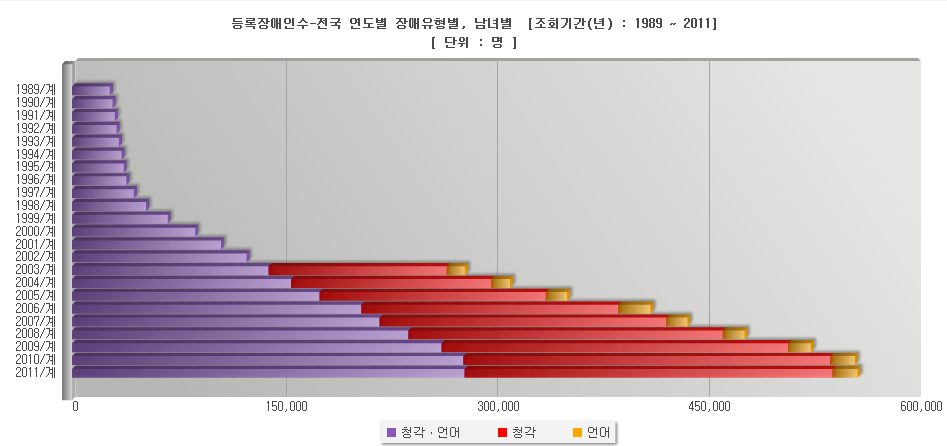 등록장애인수-전국 연도별 장애유형별, 남녀별 [조회기간(년) : 1989 ~ 2011]
[ 단위 : 명 ]
1989/계
1990/계
1991/계
1992/계
1993/계
1994/계
1995/계
1996/계
1997/계
1998/계
1999/계
2000/계
2001/계
2002/계
2003/계
2004/계
2005/계
2006/계
2007/계
2008/계
2009/계
2010/계
2011/계
0 150,000 300,000 450,000 600,000
청각·언어 청각 언어